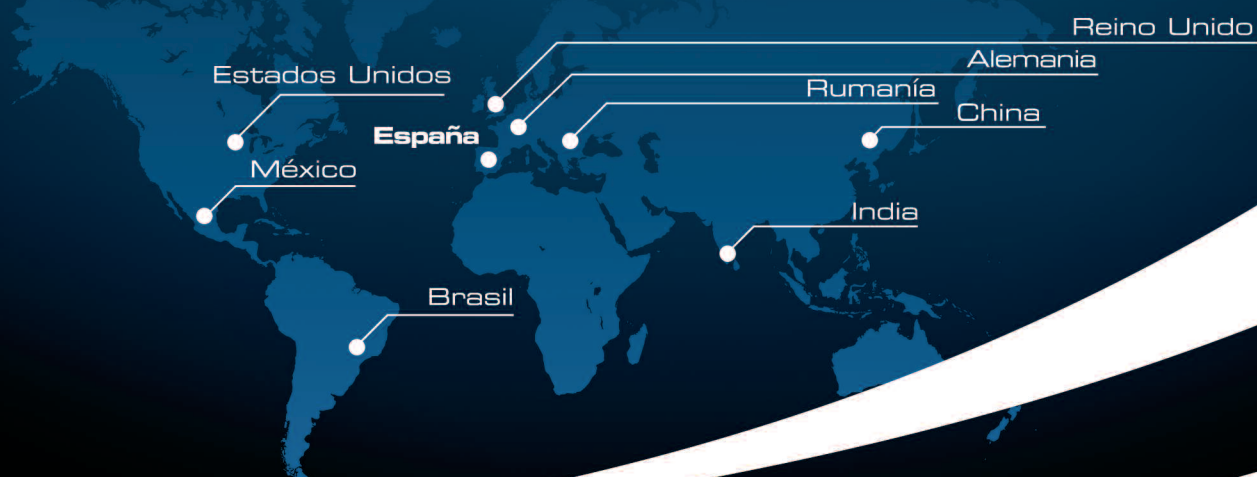 Reino Unido
Alemania
Estados Unidos
Rumanía
China
España
México
India
Brasil